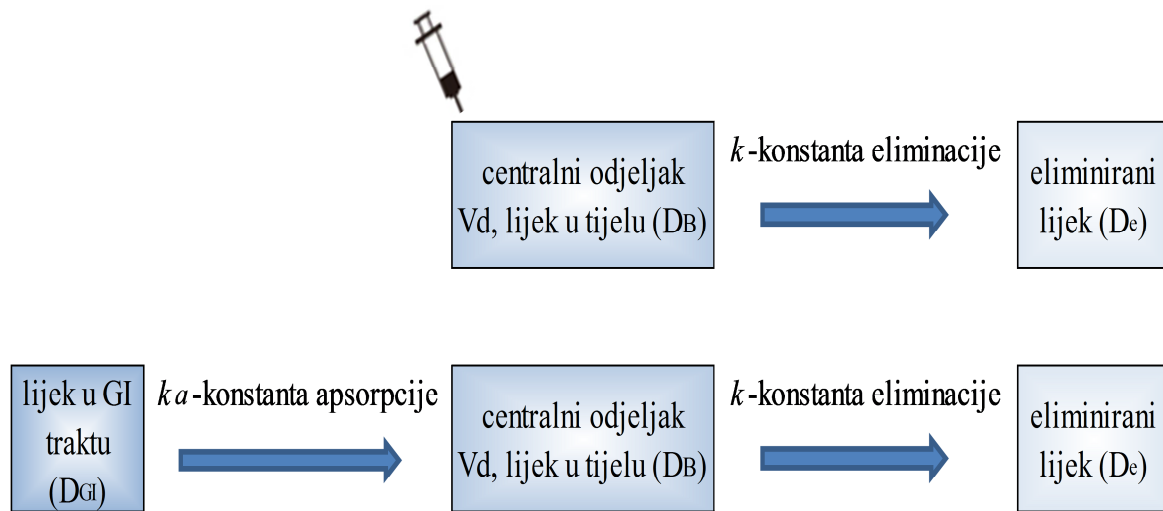 centralni odjeljak
Vd, lijek u tijelu (DB)
k-konstanta eliminacije
eliminirani
lijek (De)
lijek u GI
traktu
(DGI)
ka-konstanta apsorpcije
centralni odjeljak
Vd, lijek u tijelu (DB)
k-konstanta eliminacije
eliminirani
lijek (De)